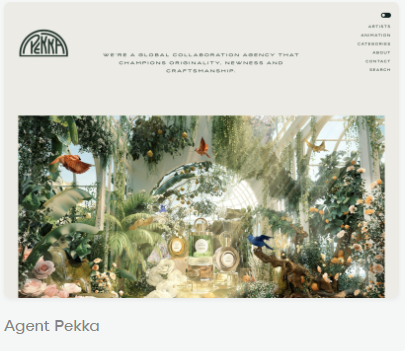 PEKKA
WE'RE A GLOBAL COLLABORATION AGENCY THAT
CHAMPIONS ORIGINALITY, NEWNESS AND
CRAFTSMANSHIP.
ARTISTS
ANIMATION
CATEGORIES
ABOUT
CONTACT
SEARCH
Agent Pekka